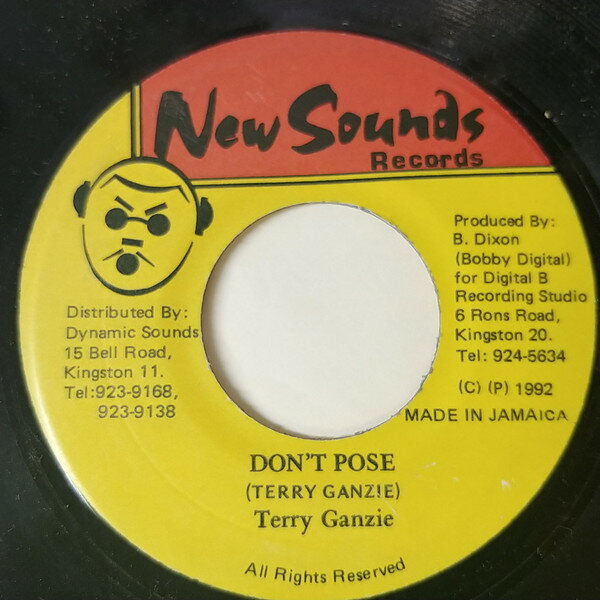 New Sounds
Records
Produced By:
B. Dixon
(Bobby Digital)
for Digital B
Recording Studio
6 Rons Road,
Kingston 20.
Tel: 924-5634
(C) (P) 1992
MADE IN JAMAICA
Distributed By:
Dynamic Sounds
15 Bell Road,
Kingston 11.
Tel:923-9168,
923-9138
DON'T POSE
(TERRY GANZIE)
Terry Ganzie
All Rights Reserved